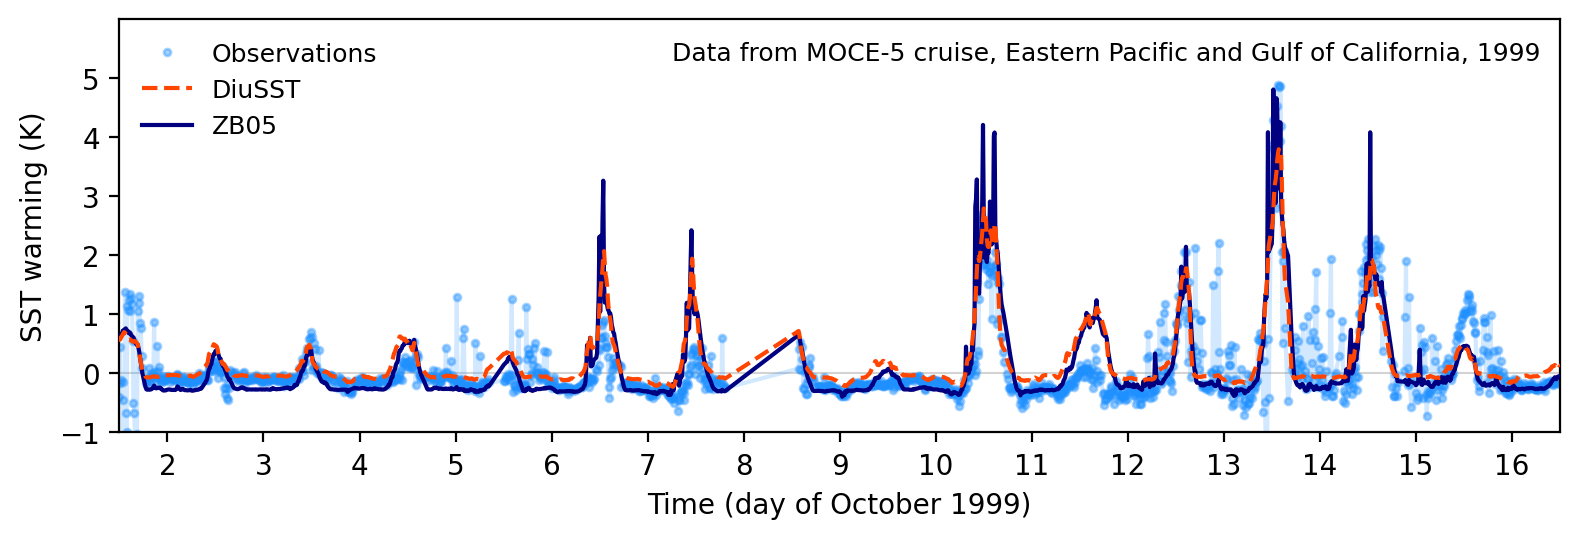 Observations
DiuSST
ZB05
Data from MOCE-5 cruise, Eastern Pacific and Gulf of California, 1999
SST warming (K)
5
4
3
2
1
0
−1
2 3 4 5 6 7 8 9 10 11 12 13 14 15 16
Time (day of October 1999)